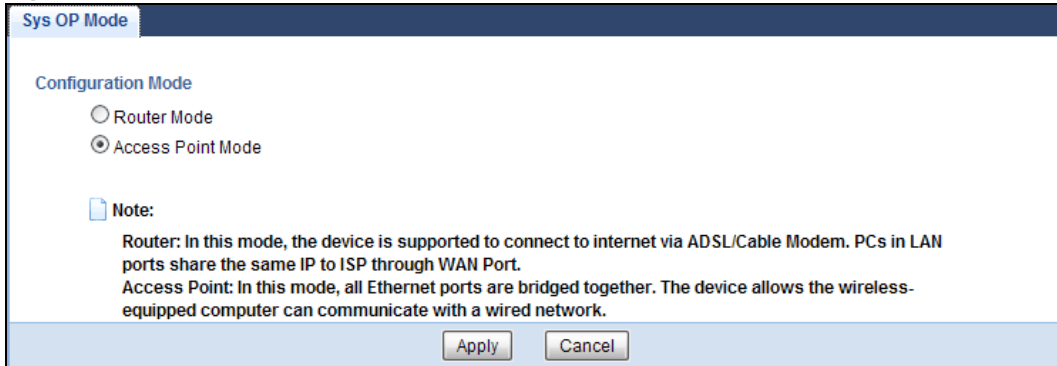 Sys OP Mode
Configuration Mode
Router Mode
Access Point Mode
Note:
Router: In this mode, the device is supported to connect to internet via ADSL/Cable Modem. PCs in LAN
ports share the same IP to ISP through WAN Port.
Access Point: In this mode, all Ethernet ports are bridged together. The device allows the wireless-
equipped computer can communicate with a wired network.
Apply Cancel